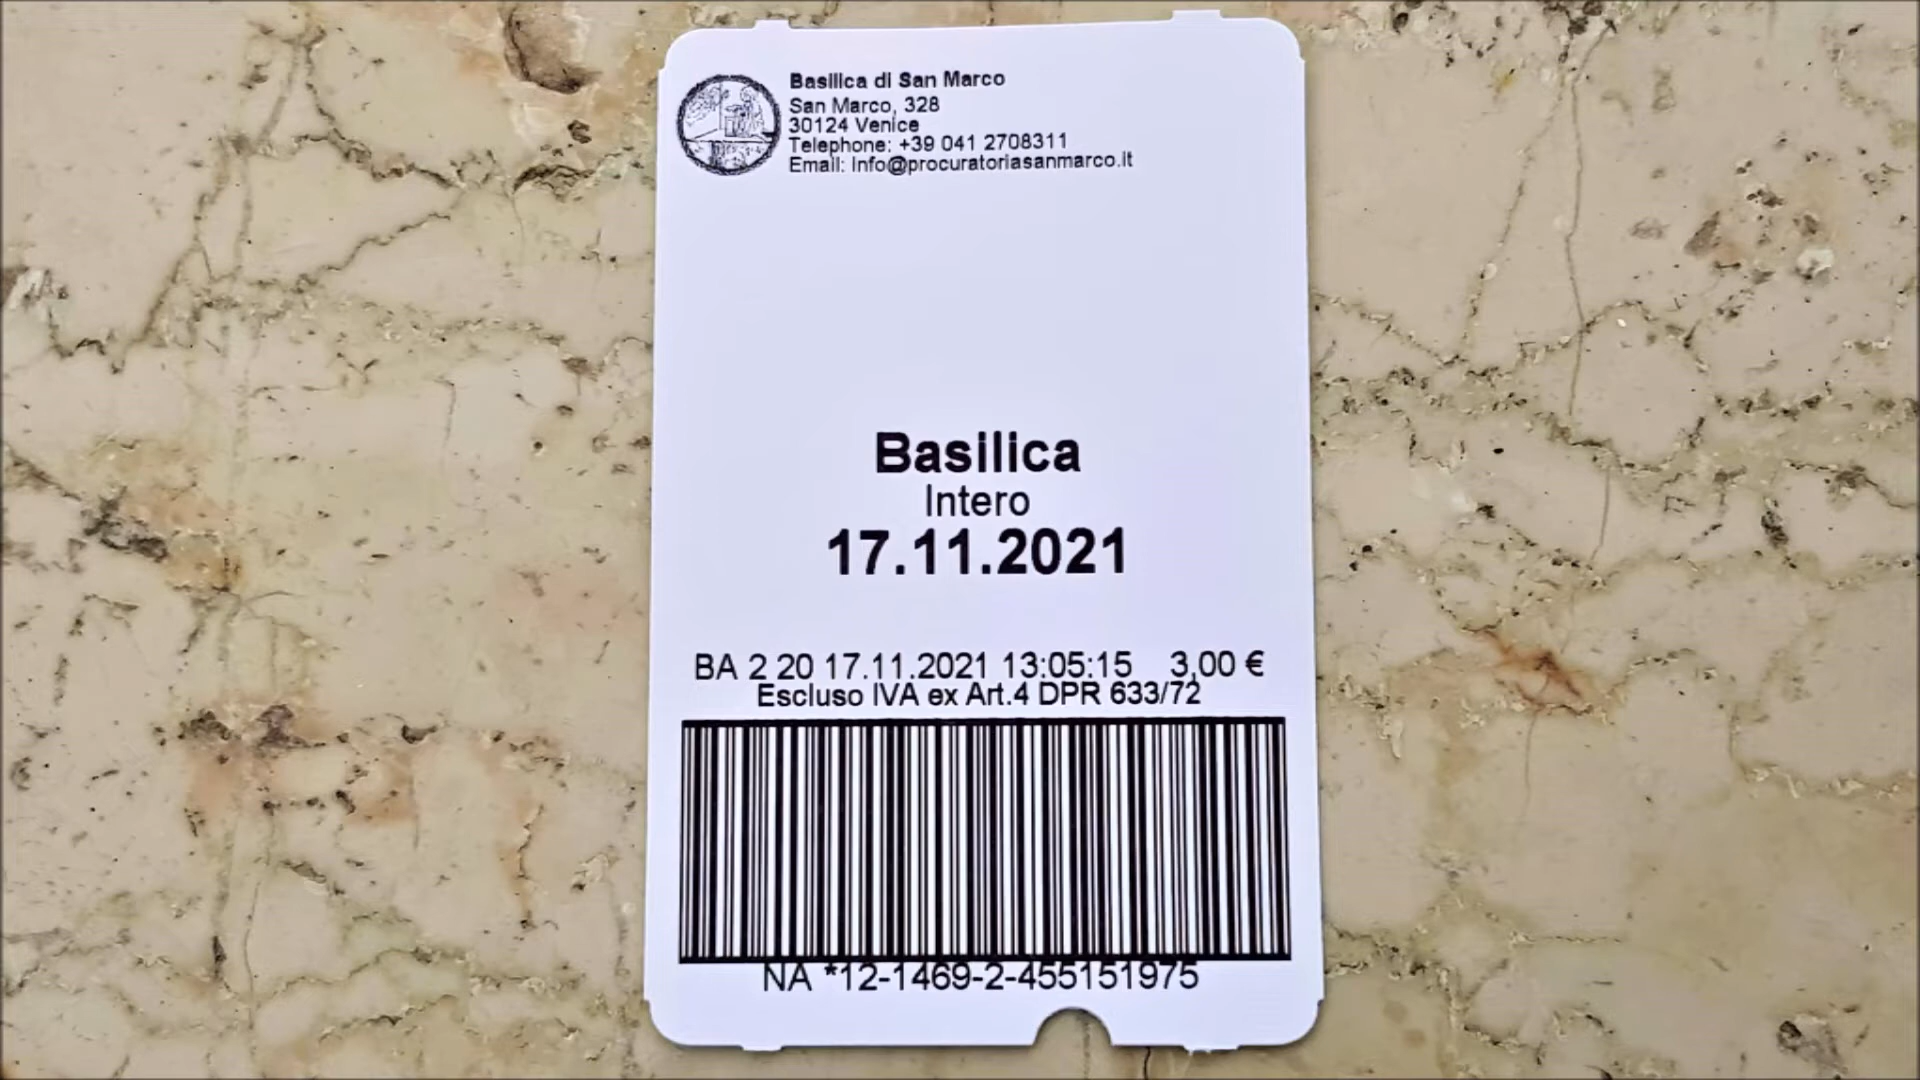 Basilica di San Marco
San Marco, 328
30124 Venice
Telephone: +39 041 2708311
Email: Info@procuratoriasanmarco.it
Basilica
Intero
17.11.2021
BA 2 20 17.11.2021 13:05:15 3,00 €
Escluso IVA ex Art.4 DPR 633/72
NA *12-1469-2-455151975